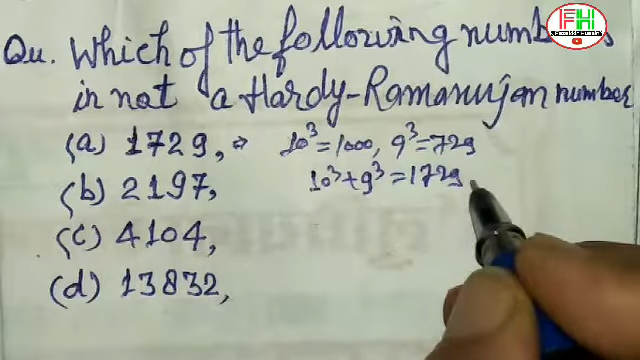 Qu. Which of the following numbers
in not a Hardy-Ramanujan number
(a) 1729, ⇒ 10³=1000, 9³=729
10³+9³=1729
(b) 2197,
(c) 4104,
(d) 13832,
FH